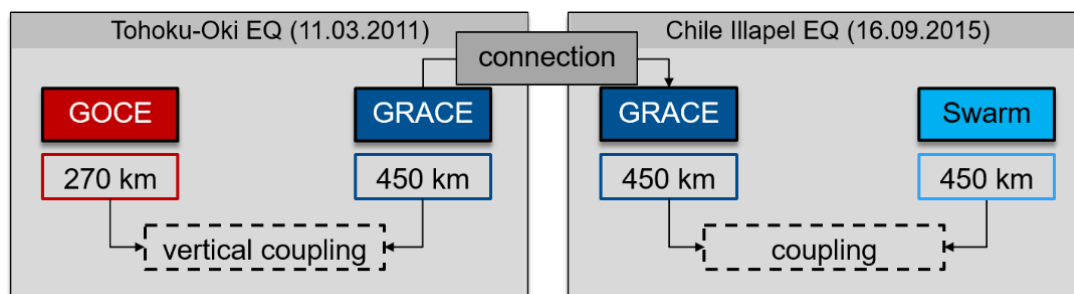 Tohoku-Oki EQ (11.03.2011)
Chile Illapel EQ (16.09.2015)
connection
GOCE
GRACE
GRACE
Swarm
270 km
450 km
450 km
450 km
vertical coupling
coupling